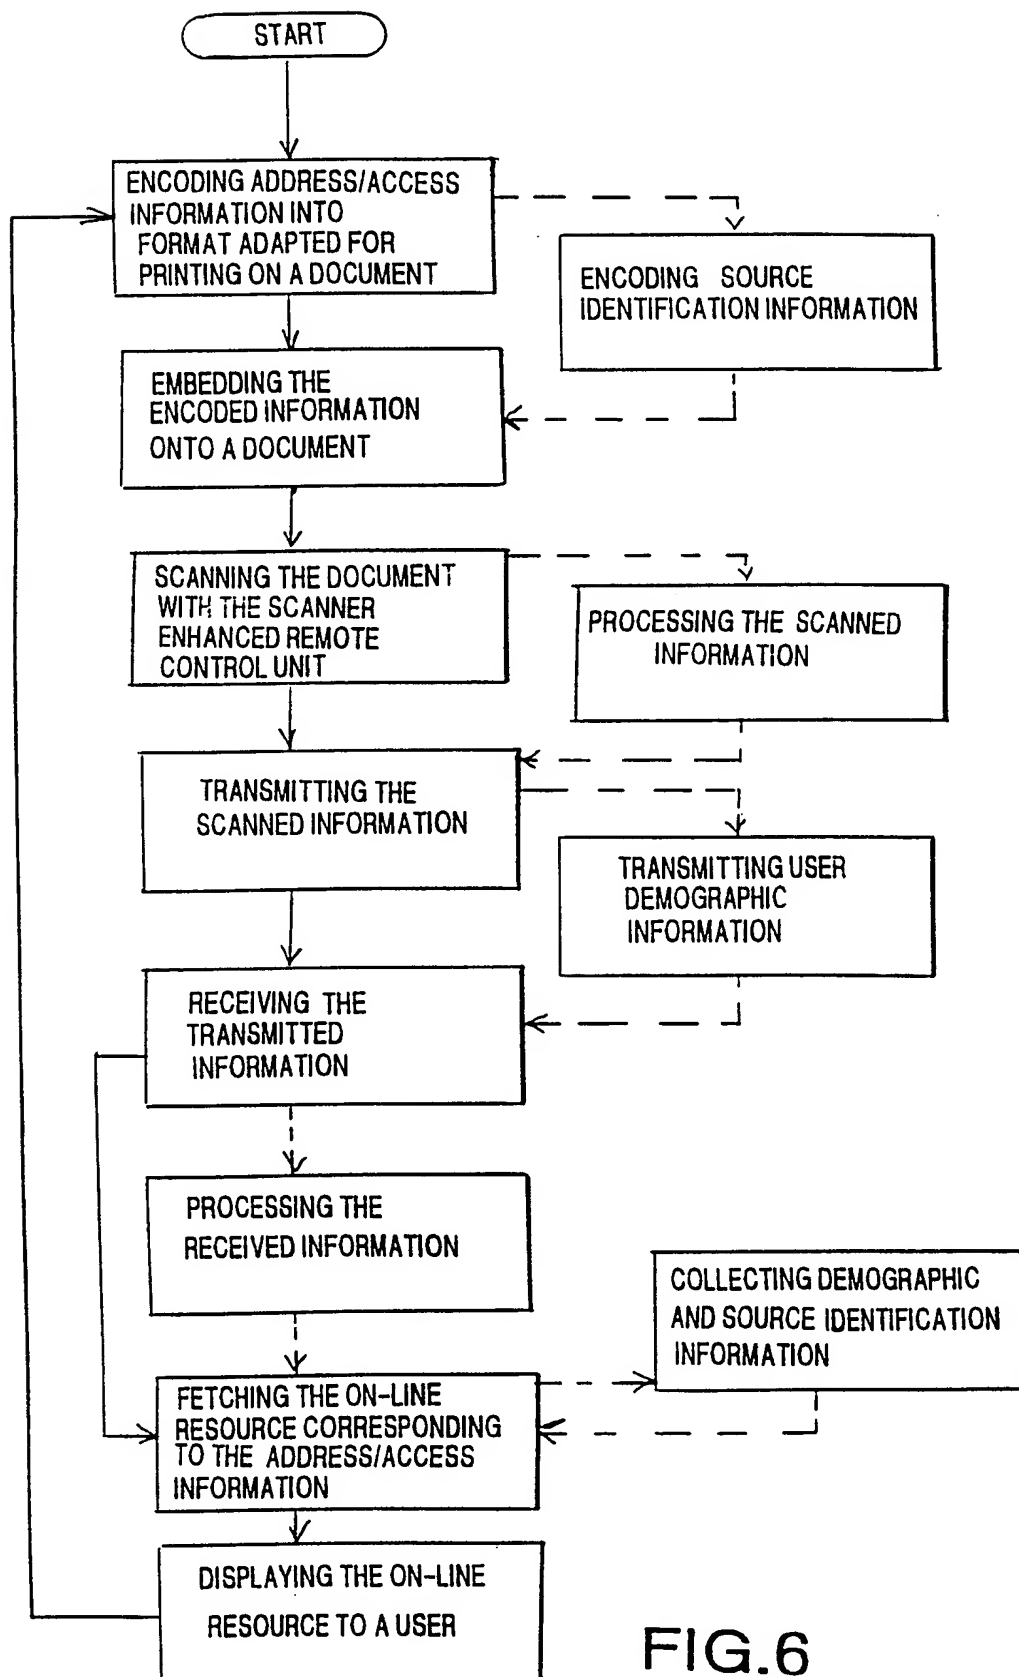 START
ENCODING ADDRESS/ACCESS
INFORMATION INTO
FORMAT ADAPTED FOR
PRINTING ON A DOCUMENT
ENCODING SOURCE
IDENTIFICATION INFORMATION
EMBEDDING THE
ENCODED INFORMATION
ONTO A DOCUMENT
SCANNING THE DOCUMENT
WITH THE SCANNER
ENHANCED REMOTE
CONTROL UNIT
PROCESSING THE SCANNED
INFORMATION
TRANSMITTING THE
SCANNED INFORMATION
TRANSMITTING USER
DEMOGRAPHIC
INFORMATION
RECEIVING THE
TRANSMITTED
INFORMATION
PROCESSING THE
RECEIVED INFORMATION
COLLECTING DEMOGRAPHIC
AND SOURCE IDENTIFICATION
INFORMATION
FETCHING THE ON-LINE
RESOURCE CORRESPONDING
TO THE ADDRESS/ACCESS
INFORMATION
DISPLAYING THE ON-LINE
RESOURCE TO A USER
FIG.6